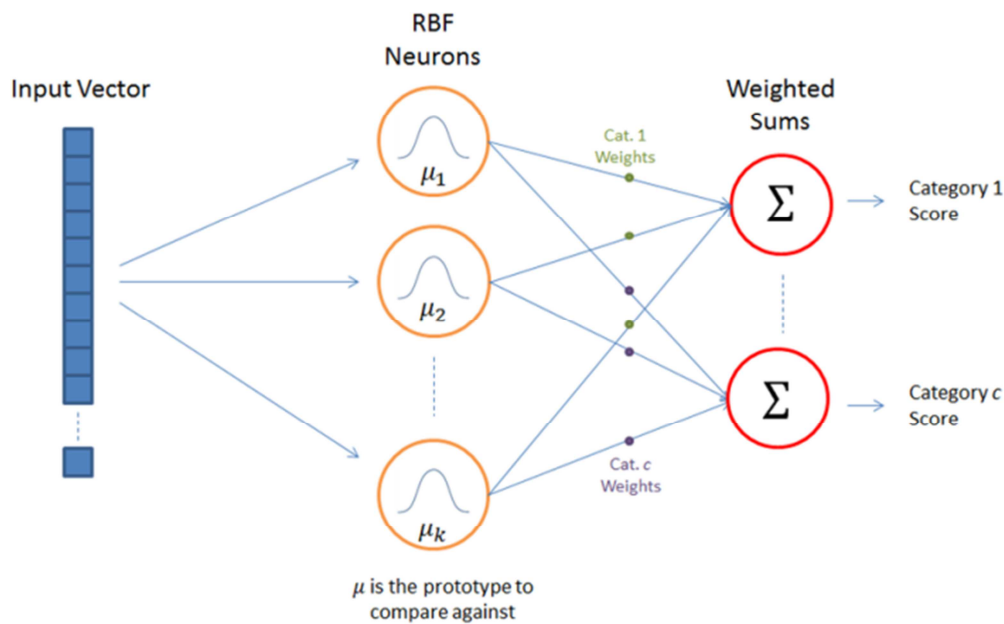 Input Vector
RBF
Neurons
μ1
μ2
μk
μ is the prototype to
compare against
Cat. 1
Weights
Cat. c
Weights
Weighted
Sums
Σ
Σ
Category 1
Score
Category c
Score